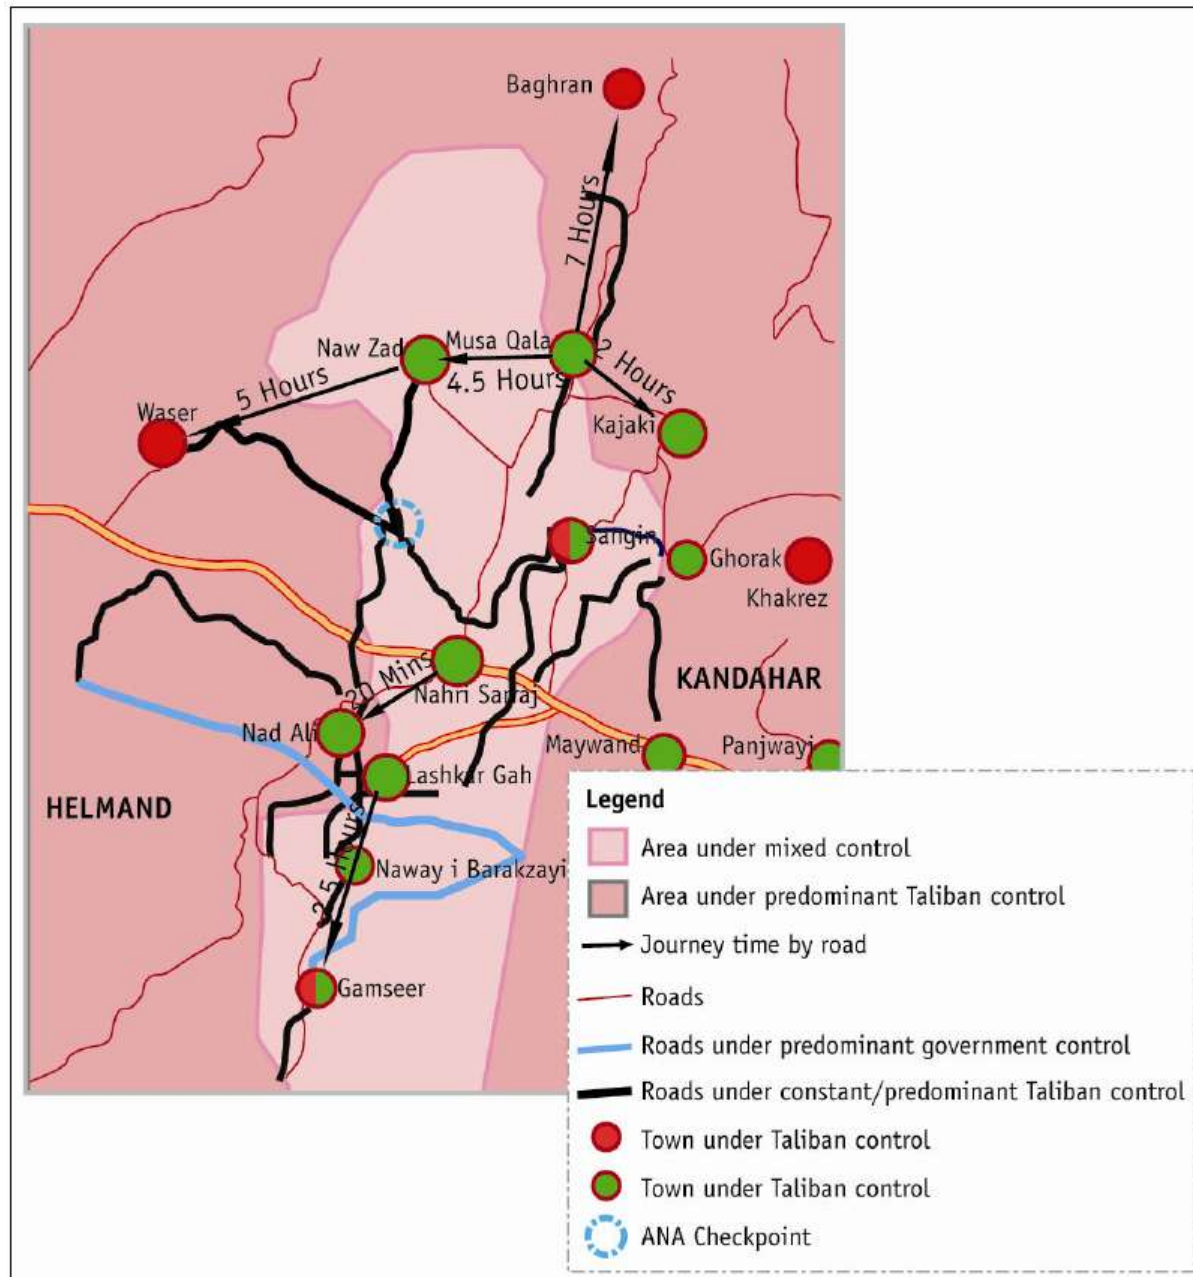 Baghran
7 Hours
Naw Zad
Musa Qala
2 Hours
4.5 Hours
5 Hours
Waser
Kajaki
Sangin
Ghorak
Khakrez
20 Mins
Nahri Sarraj
KANDAHAR
Nad Ali
Maywand
Panjwayi
Lashkar Gah
HELMAND
Hours
Naway i Barakzayi
Gamseer
Legend
Area under mixed control
Area under predominant Taliban control
Journey time by road
Roads
Roads under predominant government control
Roads under constant/predominant Taliban control
Town under Taliban control
Town under Taliban control
ANA Checkpoint